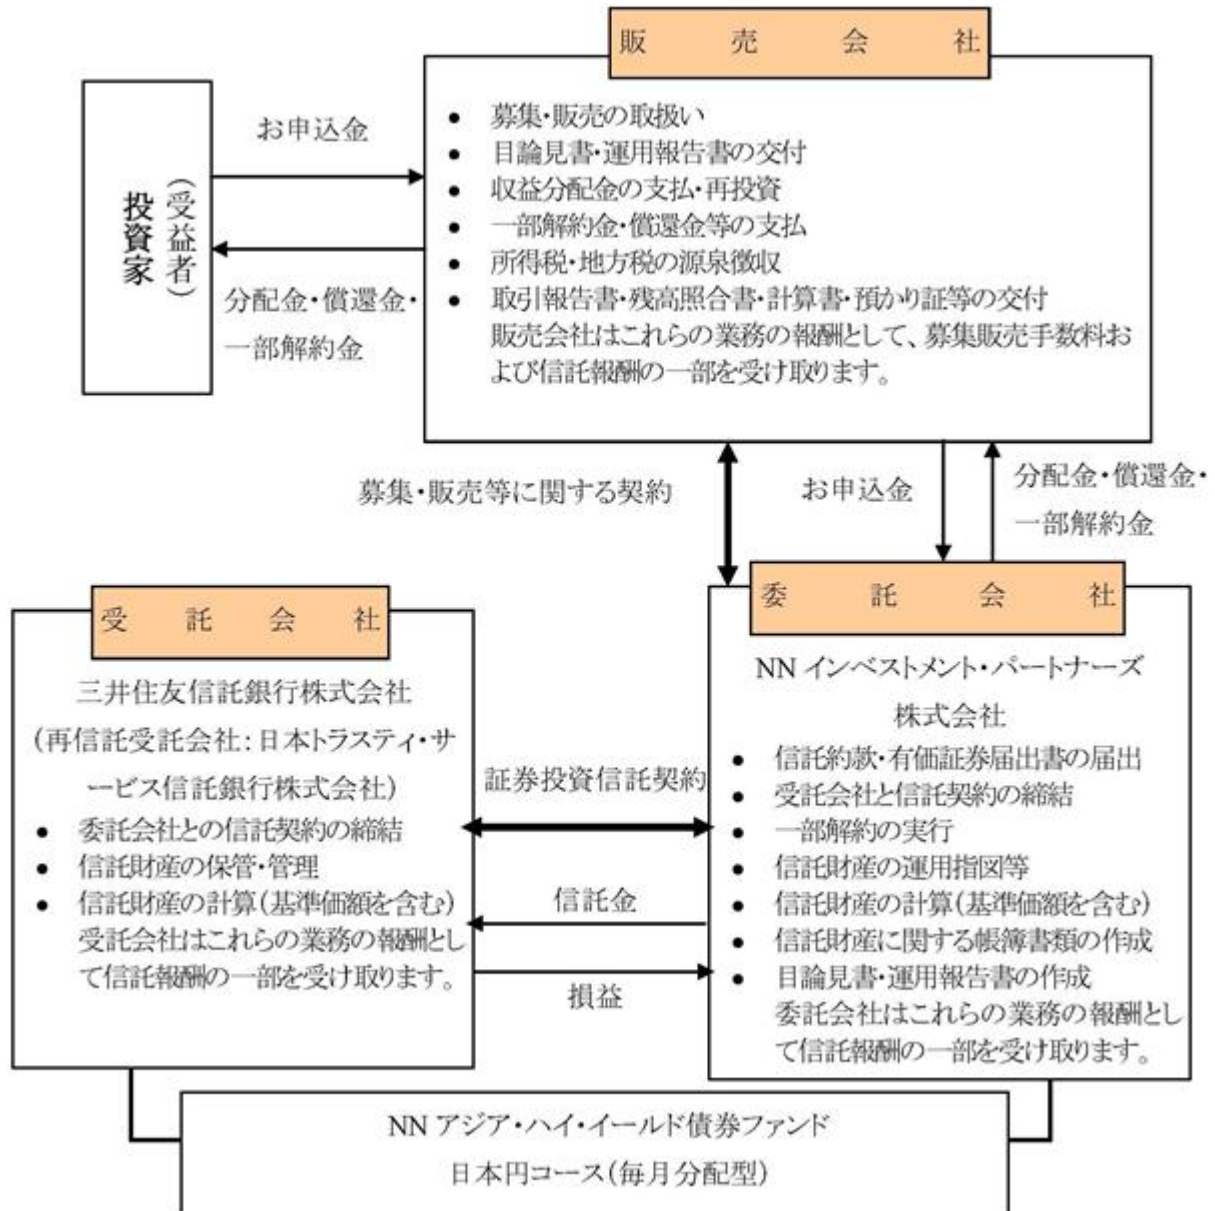 販売会社
投資家
（受益者）
お申込金
分配金・償還金・
一部解約金
● 募集・販売の取扱い
● 目論見書・運用報告書の交付
● 収益分配金の支払・再投資
● 一部解約金・償還金等の支払
● 所得税・地方税の源泉徴収
● 取引報告書・残高照合書・計算書・預かり証等の交付
販売会社はこれらの業務の報酬として、募集販売手数料お
よび信託報酬の一部を受け取ります。
募集・販売等に関する契約
お申込金
分配金・償還金・
一部解約金
受託会社
三井住友信託銀行株式会社
（再信託受託会社：日本トラスティ・サ
ービス信託銀行株式会社）
● 委託会社との信託契約の締結
● 信託財産の保管・管理
● 信託財産の計算（基準価額を含む）
受託会社はこれらの業務の報酬とし
て信託報酬の一部を受け取ります。
証券投資信託契約
信託金
損益
委託会社
NN インベストメント・パートナーズ
株式会社
● 信託約款・有価証券届出書の届出
● 受託会社と信託契約の締結
● 一部解約の実行
● 信託財産の運用指図等
● 信託財産の計算（基準価額を含む）
● 信託財産に関する帳簿書類の作成
● 目論見書・運用報告書の作成
委託会社はこれらの業務の報酬とし
て信託報酬の一部を受け取ります。
NN アジア・ハイ・イールド債券ファンド
日本円コース（毎月分配型）